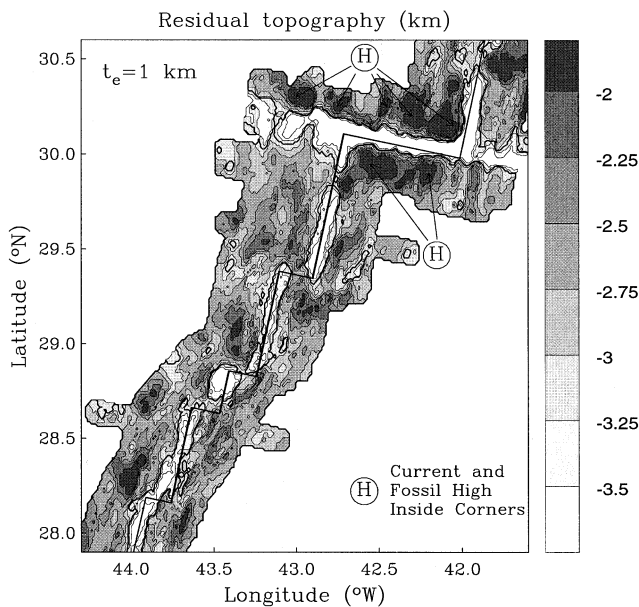 Residual topography (km)
30.5
30.0
29.5
29.0
28.5
28.0
Latitude (°N)
tₑ=1 km
H
H
H Current and
Fossil High
Inside Corners
44.0 43.5 43.0 42.5 42.0
Longitude (°W)
-2
-2.25
-2.5
-2.75
-3
-3.25
-3.5